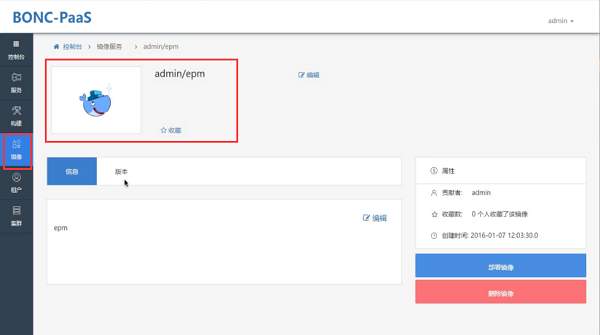 BONC-PaaS
admin
控制台
服务
构建
镜像
租户
集群
控制台 > 镜像服务 > admin/epm
admin/epm
编辑
收藏
信息
版本
编辑
epm
属性
贡献者: admin
收藏数: 0 个人收藏了该镜像
创建时间: 2016-01-07 12:03:30.0
部署镜像
删除镜像